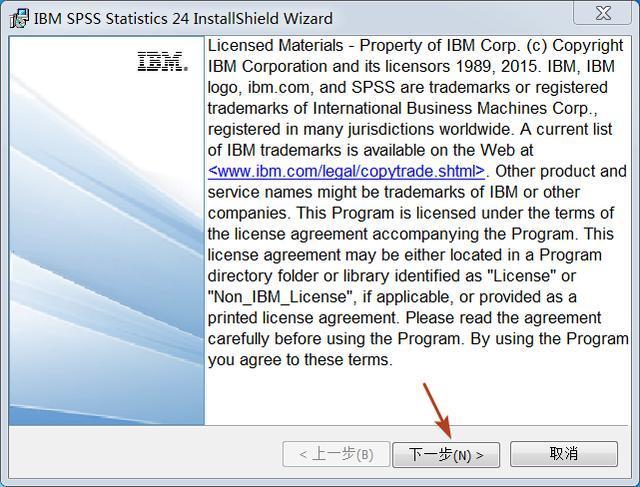 IBM SPSS Statistics 24 InstallShield Wizard
IBM.
Licensed Materials - Property of IBM Corp. (c) Copyright
IBM Corporation and its licensors 1989, 2015. IBM, IBM
logo, ibm.com, and SPSS are trademarks or registered
trademarks of International Business Machines Corp.,
registered in many jurisdictions worldwide. A current list
of IBM trademarks is available on the Web at
<www.ibm.com/legal/copytrade.shtml>. Other product and
service names might be trademarks of IBM or other
companies. This Program is licensed under the terms of
the license agreement accompanying the Program. This
license agreement may be either located in a Program
directory folder or library identified as "License" or
"Non_IBM_License", if applicable, or provided as a
printed license agreement. Please read the agreement
carefully before using the Program. By using the Program
you agree to these terms.
< 上一步(B)
下一步(N) >
取消